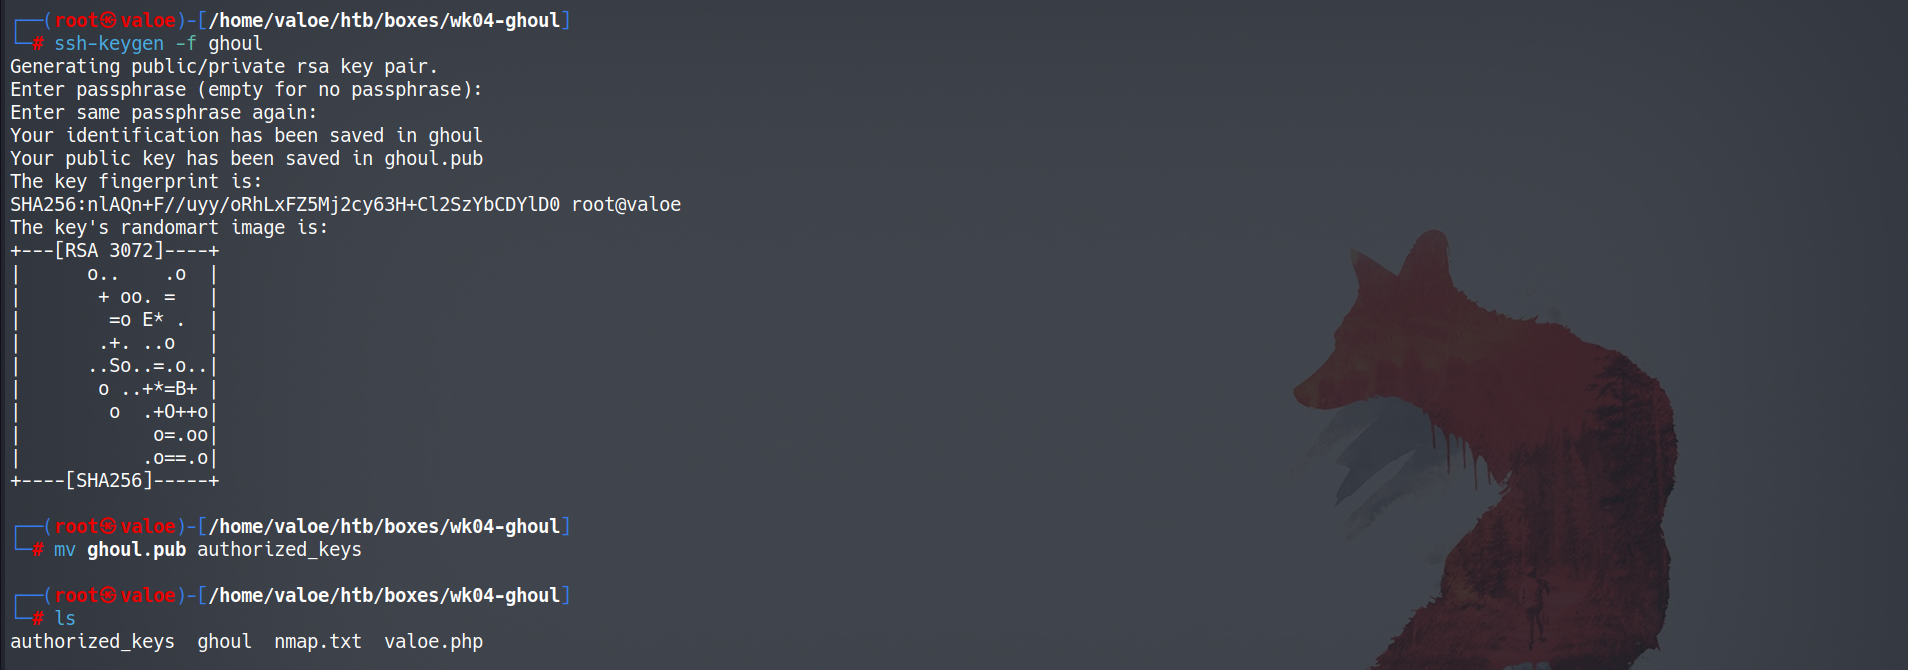 ┌──(root㉿valoe)-[/home/valoe/htb/boxes/wk04-ghoul]
└─# ssh-keygen -f ghoul
Generating public/private rsa key pair.
Enter passphrase (empty for no passphrase):
Enter same passphrase again:
Your identification has been saved in ghoul
Your public key has been saved in ghoul.pub
The key fingerprint is:
SHA256:nlAQn+F//uyy/oRhLxFZ5Mj2cy63H+Cl2SzYbCDYlD0 root@valoe
The key's randomart image is:
+---[RSA 3072]----+
|      o..    .o  |
|       + oo. =   |
|        =o E* .  |
|       .+. ..o   |
|      ..So..=.o..|
|       o ..+*=B+ |
|        o  .+O++o|
|            o=.oo|
|           .o==.o|
+----[SHA256]-----+
┌──(root㉿valoe)-[/home/valoe/htb/boxes/wk04-ghoul]
└─# mv ghoul.pub authorized_keys
┌──(root㉿valoe)-[/home/valoe/htb/boxes/wk04-ghoul]
└─# ls
authorized_keys  ghoul  nmap.txt  valoe.php